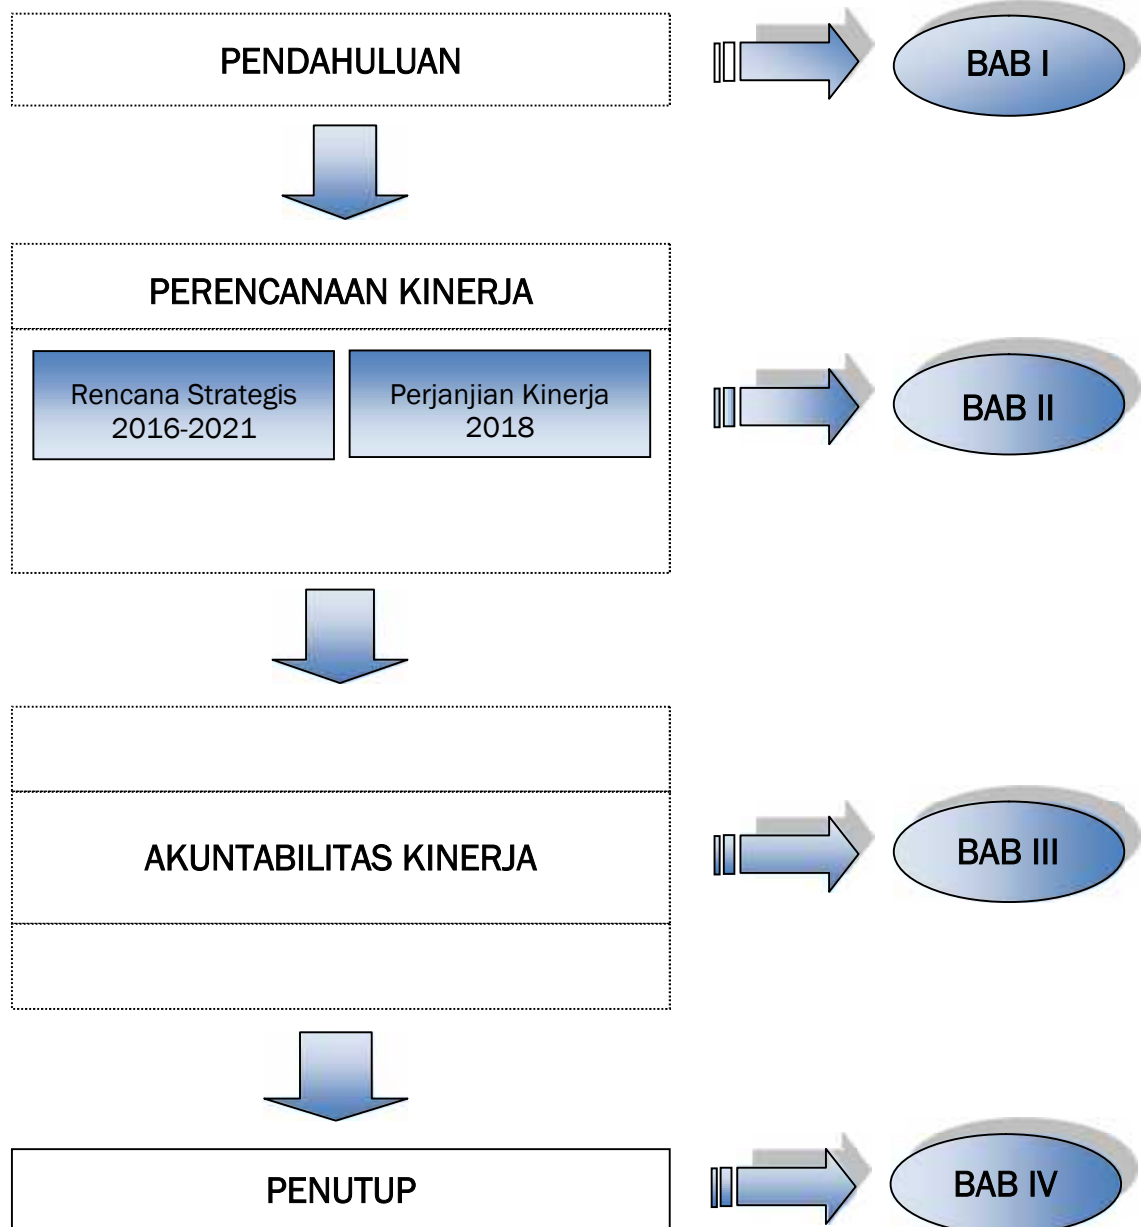 PENDAHULUAN
BAB I
PERENCANAAN KINERJA
Rencana Strategis
2016-2021
Perjanjian Kinerja
2018
BAB II
AKUNTABILITAS KINERJA
BAB III
PENUTUP
BAB IV